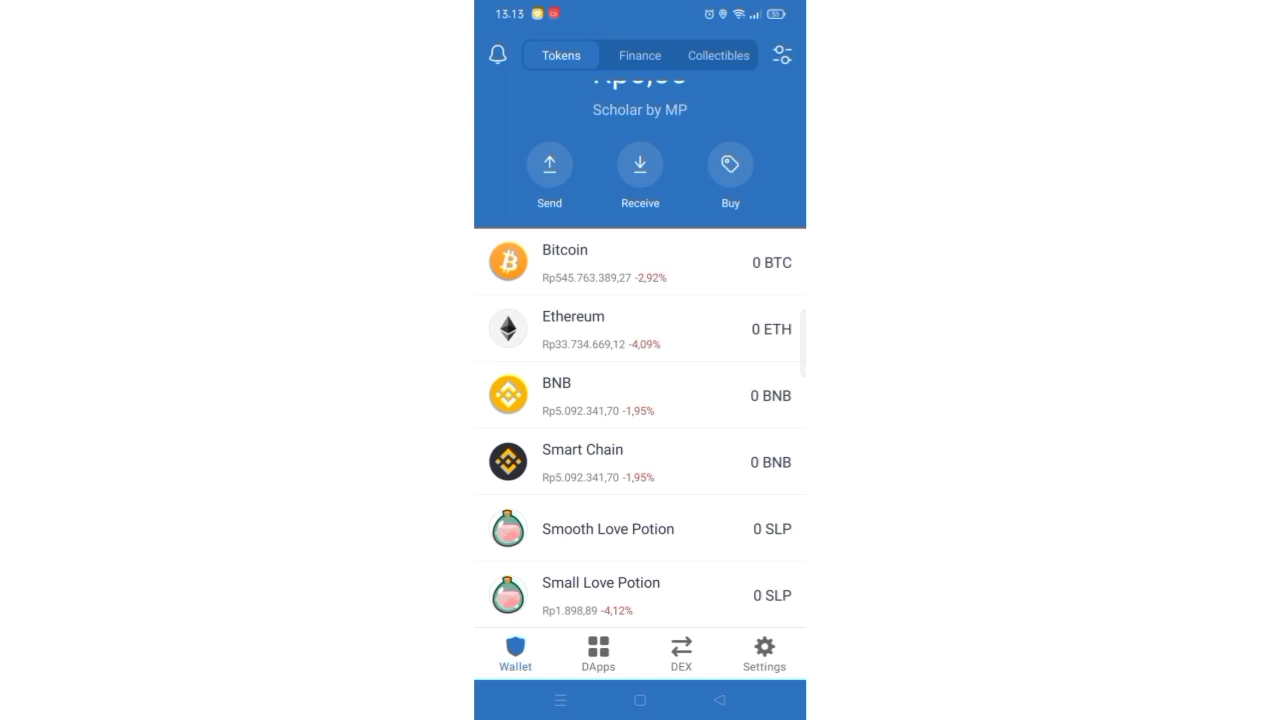 13.13
55
Tokens Finance Collectibles
Scholar by MP
Send Receive Buy
Bitcoin
Rp545.763.389,27 -2,92%
0 BTC
Ethereum
Rp33.734.669,12 -4,09%
0 ETH
BNB
Rp5.092.341,70 -1,95%
0 BNB
Smart Chain
Rp5.092.341,70 -1,95%
0 BNB
Smooth Love Potion
0 SLP
Small Love Potion
Rp1.898,89 -4,12%
0 SLP
Wallet DApps DEX Settings